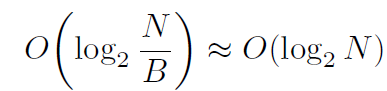 O(log₂ N/B) ≈ O(log₂ N)